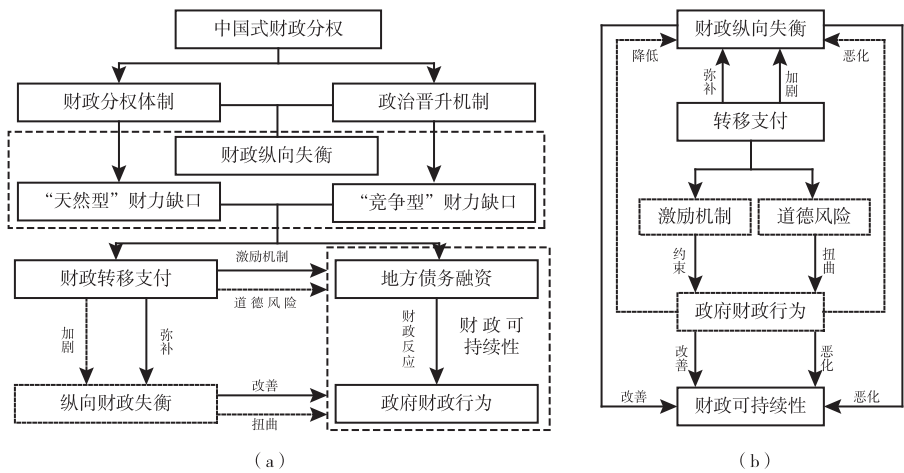 中国式财政分权
财政分权体制
政治晋升机制
财政纵向失衡
“天然型”财力缺口
“竞争型”财力缺口
财政转移支付
激励机制
道德风险
地方债务融资
加剧
弥补
财政反应
财政可
持续性
纵向财政失衡
改善
扭曲
政府财政行为
（a）
财政纵向失衡
降低
恶化
弥补
加剧
转移支付
激励机制
道德风险
约束
扭曲
政府财政行为
改善
恶化
改善
财政可持续性
恶化
（b）